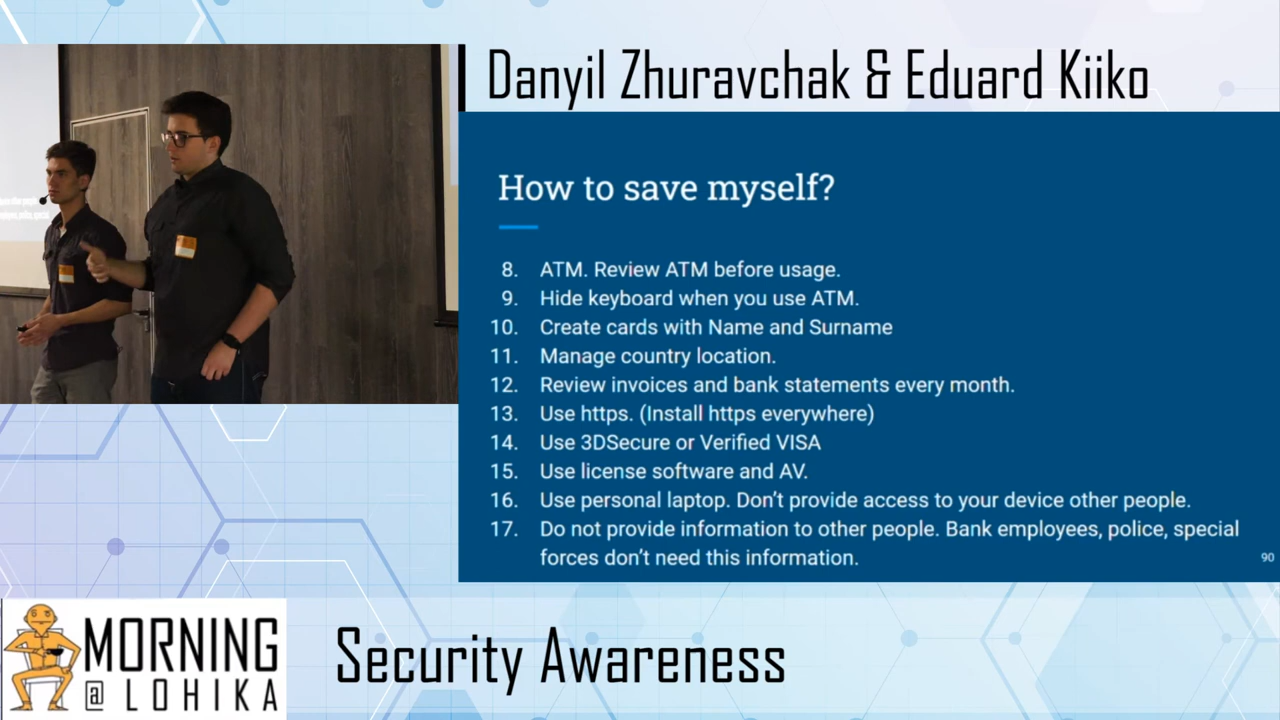 Danyil Zhuravchak & Eduard Kiiko
How to save myself?
8. ATM. Review ATM before usage.
9. Hide keyboard when you use ATM.
10. Create cards with Name and Surname
11. Manage country location.
12. Review invoices and bank statements every month.
13. Use https. (Install https everywhere)
14. Use 3DSecure or Verified VISA
15. Use license software and AV.
16. Use personal laptop. Don't provide access to your device other people.
17. Do not provide information to other people. Bank employees, police, special
forces don't need this information.
90
MORNING
@ LOHIKA
Security Awareness